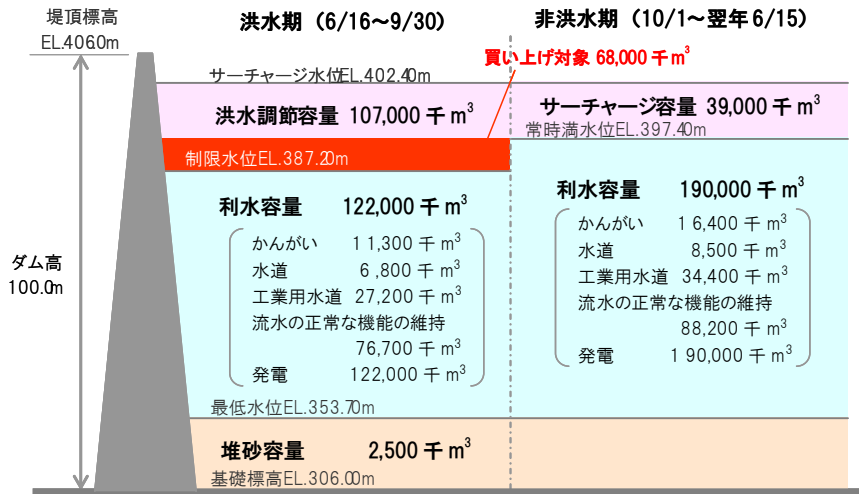 堤頂標高
EL.406.0m
洪水期（6/16～9/30）
非洪水期（10/1～翌年6/15）
買い上げ対象 68,000 千㎥
サーチャージ水位EL.402.40m
洪水調節容量 107,000 千 m³
サーチャージ容量 39,000 千 m³
常時満水位EL.397.40m
制限水位EL.387.20m
利水容量 122,000 千 m³
かんがい 11,300 千 m³
水道 6,800 千 m³
工業用水道 27,200 千 m³
流水の正常な機能の維持
76,700 千 m³
発電 122,000 千 m³
利水容量 190,000 千 m³
かんがい 16,400 千 m³
水道 8,500 千 m³
工業用水道 34,400 千 m³
流水の正常な機能の維持
88,200 千 m³
発電 190,000 千 m³
ダム高
100.0m
最低水位EL.353.70m
堆砂容量 2,500 千 m³
基礎標高EL.306.00m